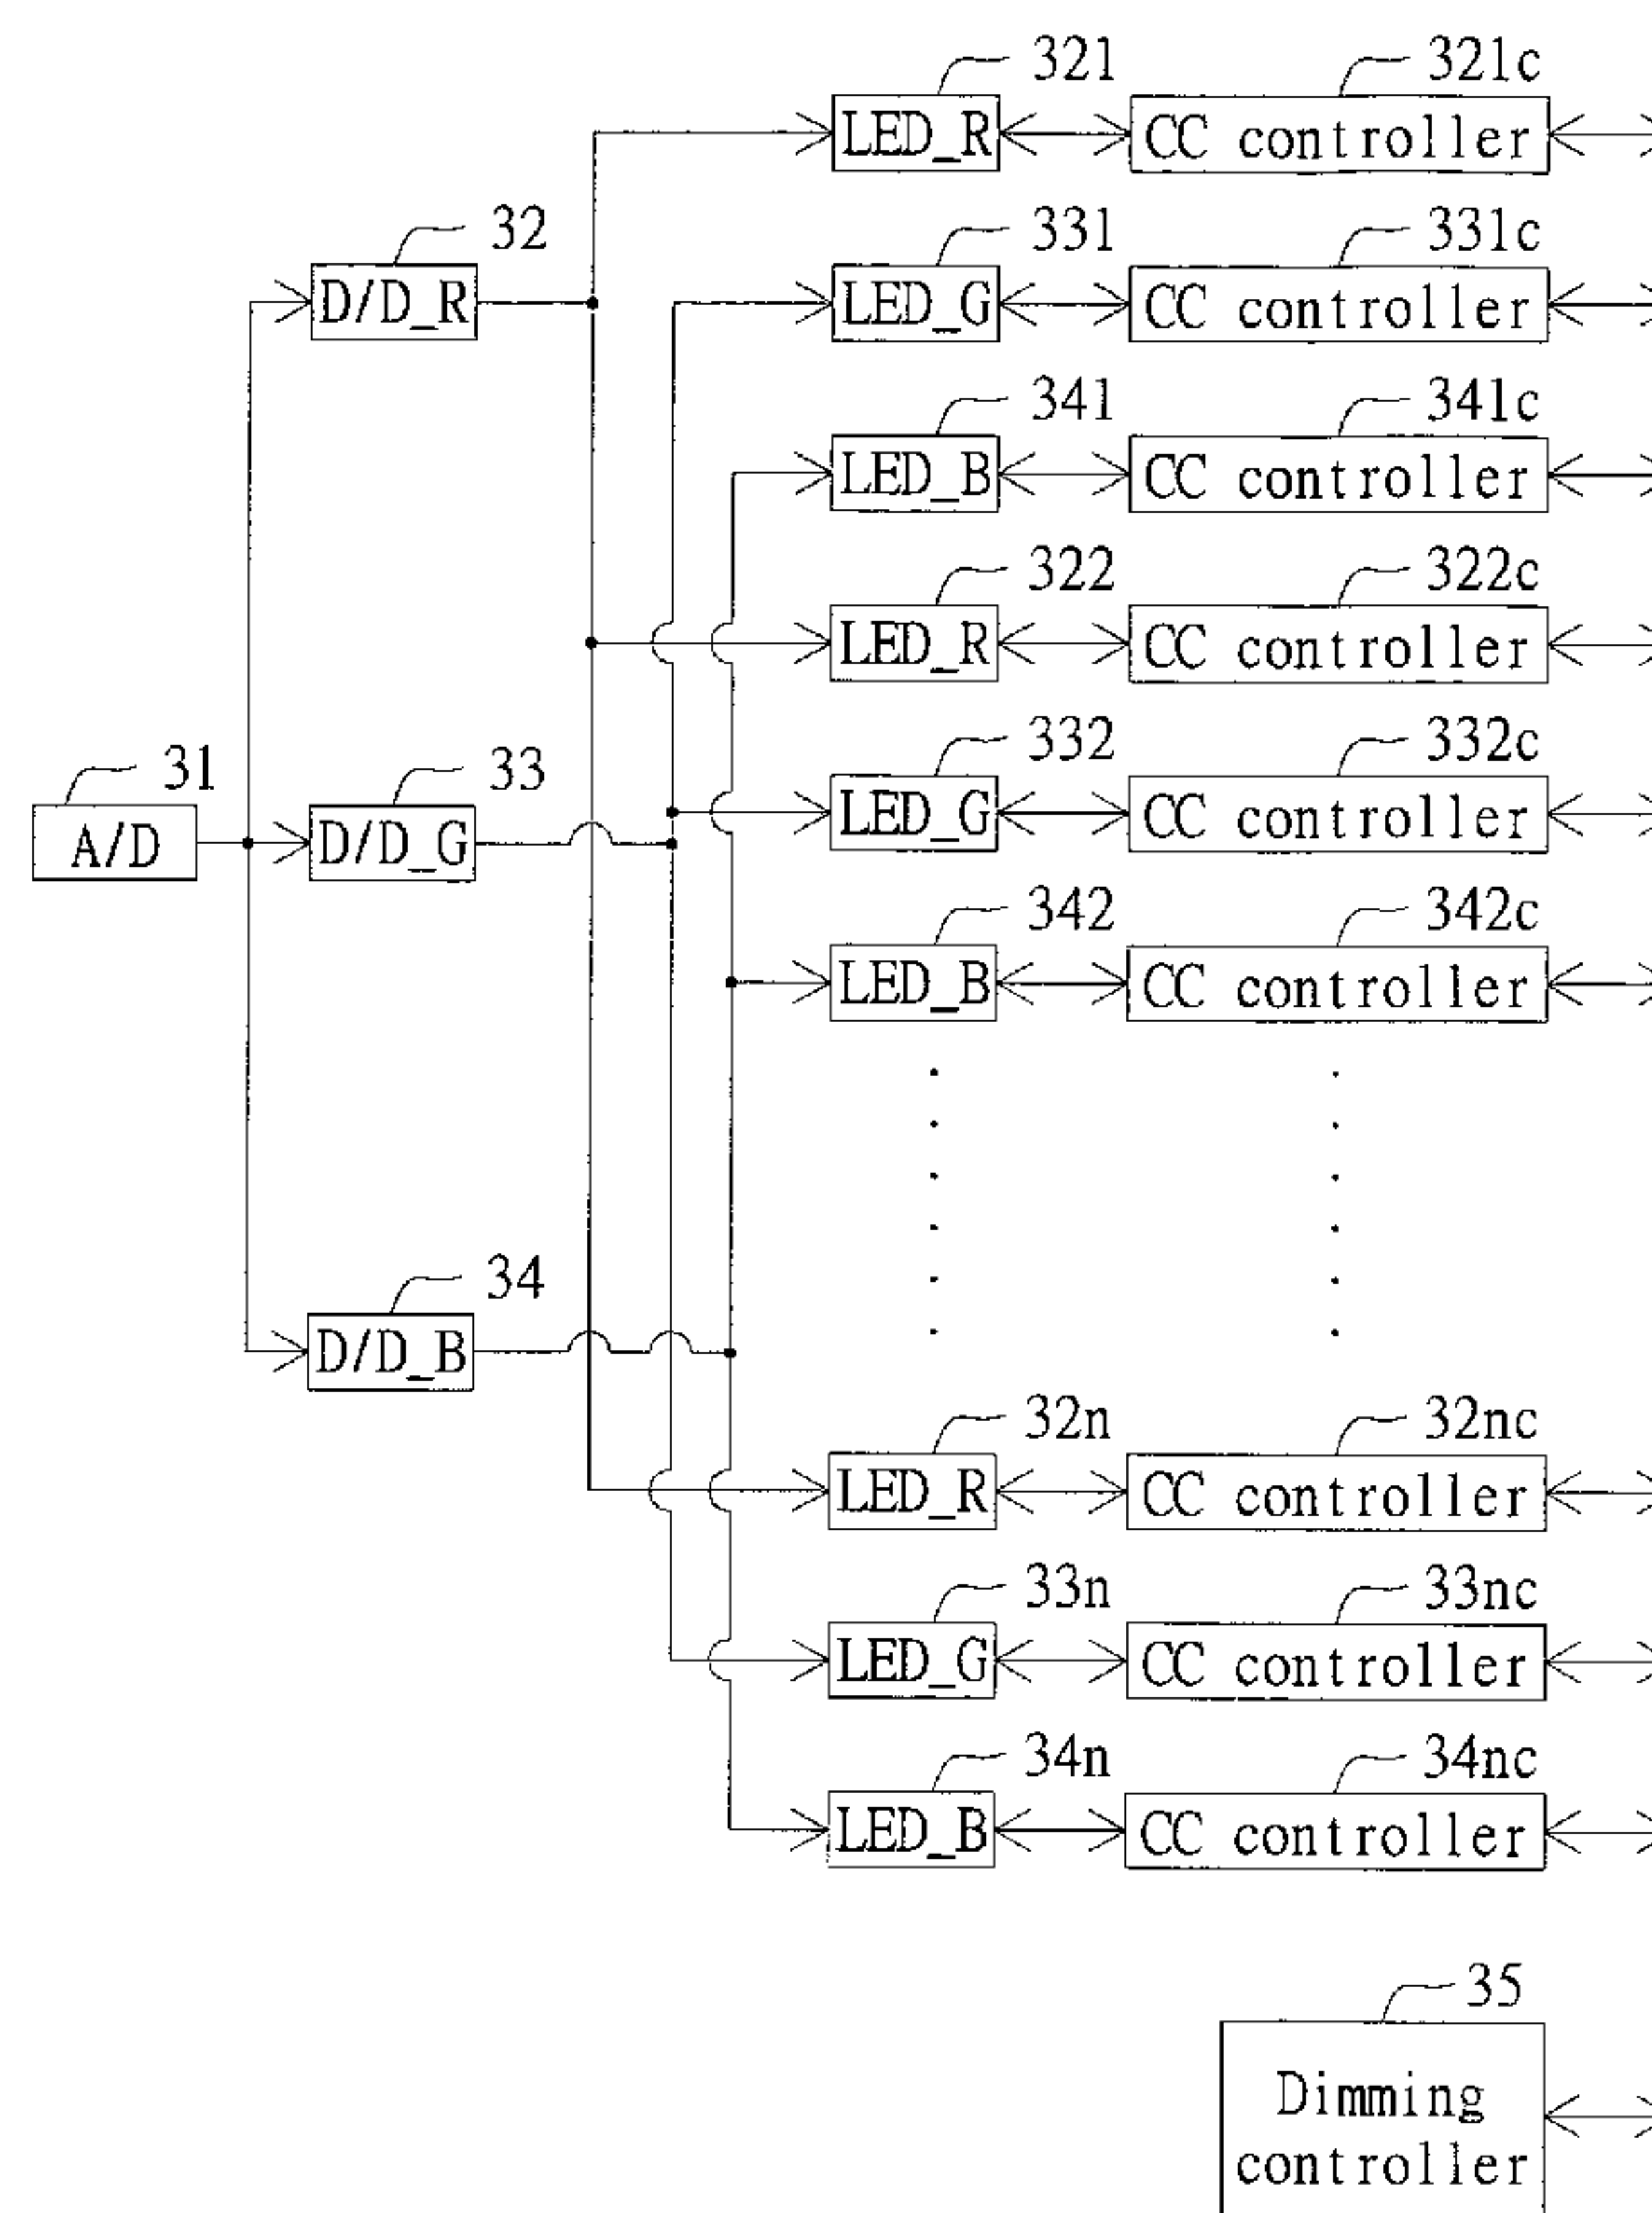 321 321c
LED_R CC controller
32 331 331c
D/D_R LED_G CC controller
341 341c
LED_B CC controller
322 322c
LED_R CC controller
31 33 332 332c
A/D D/D_G LED_G CC controller
342 342c
LED_B CC controller
34
D/D_B
32n 32nc
LED_R CC controller
33n 33nc
LED_G CC controller
34n 34nc
LED_B CC controller
35
Dimming
controller